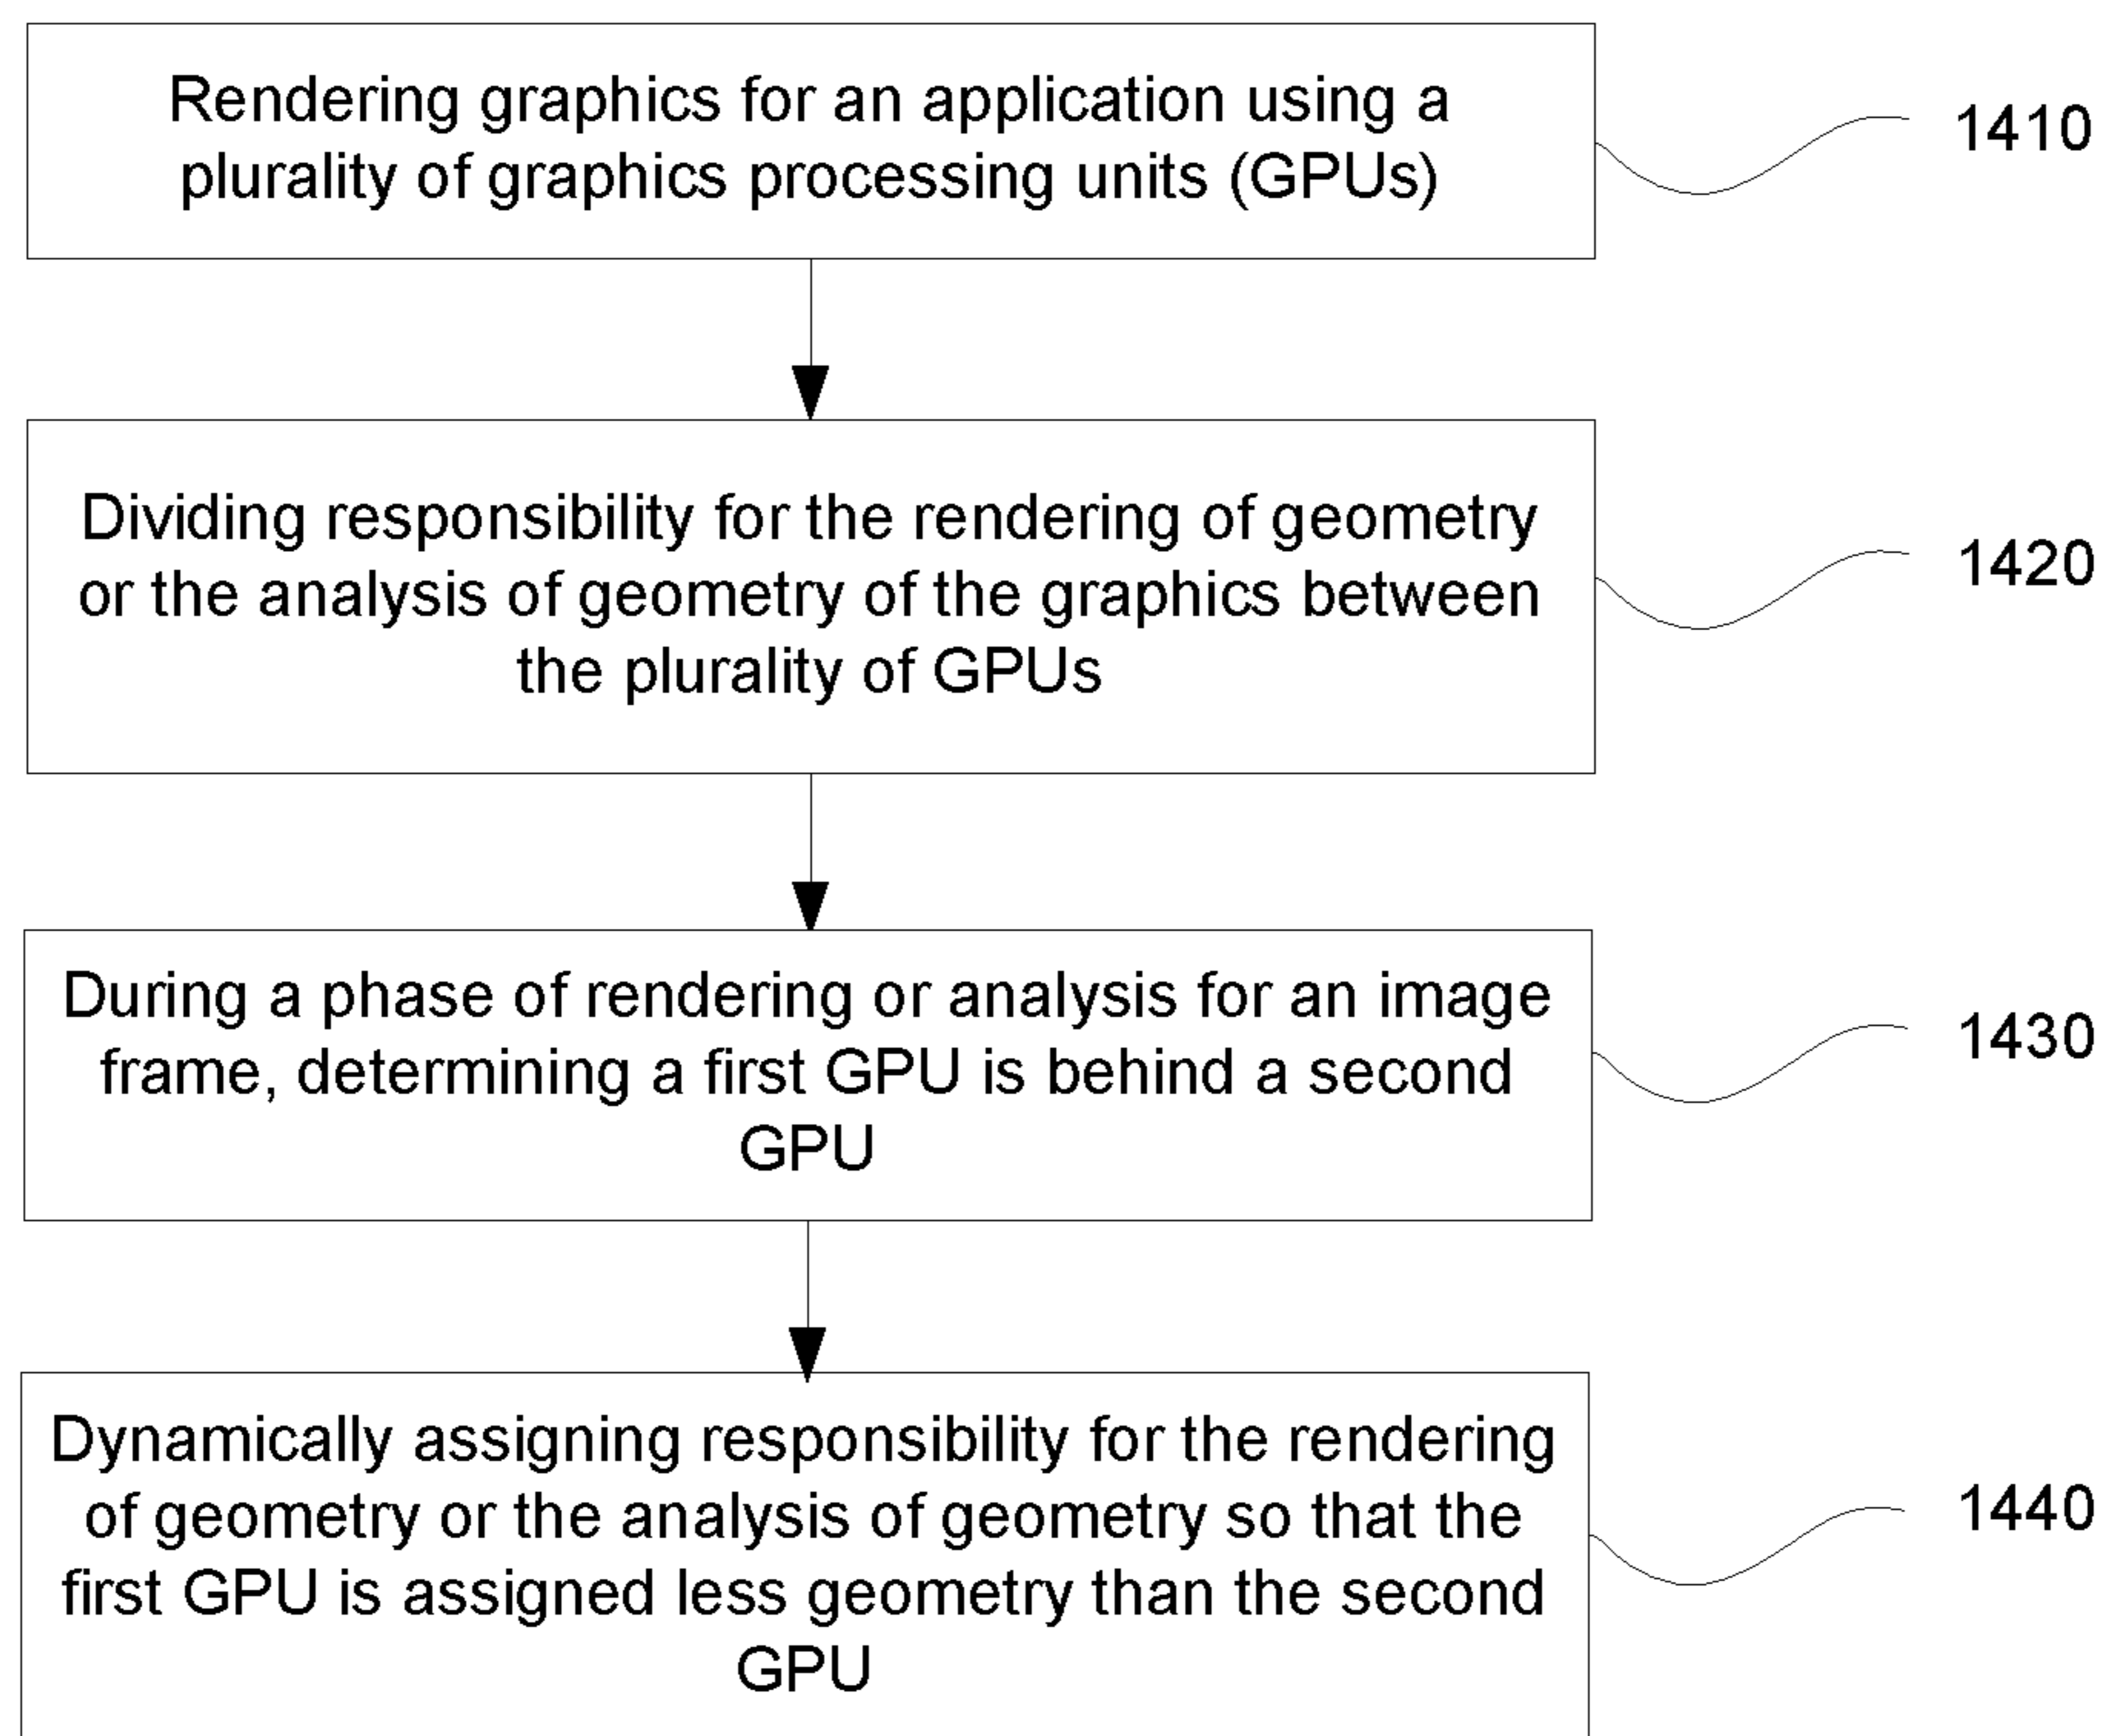 Rendering graphics for an application using a
plurality of graphics processing units (GPUs)
1410
Dividing responsibility for the rendering of geometry
or the analysis of geometry of the graphics between
the plurality of GPUs
1420
During a phase of rendering or analysis for an image
frame, determining a first GPU is behind a second
GPU
1430
Dynamically assigning responsibility for the rendering
of geometry or the analysis of geometry so that the
first GPU is assigned less geometry than the second
GPU
1440